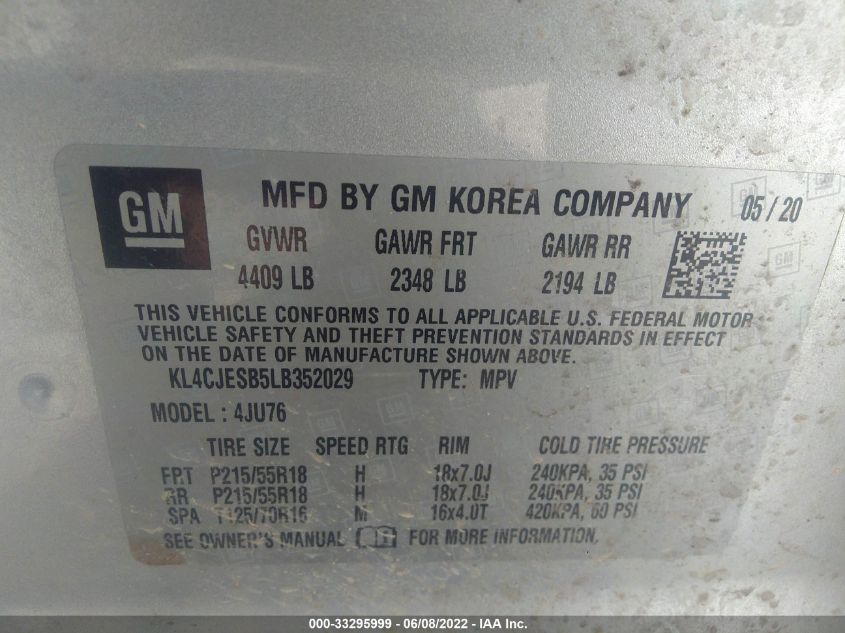 GM
MFD BY GM KOREA COMPANY 05/20
GVWR GAWR FRT GAWR RR
4409 LB 2348 LB 2194 LB
THIS VEHICLE CONFORMS TO ALL APPLICABLE U.S. FEDERAL MOTOR
VEHICLE SAFETY AND THEFT PREVENTION STANDARDS IN EFFECT
ON THE DATE OF MANUFACTURE SHOWN ABOVE.
KL4CJESB5LB352029 TYPE: MPV
MODEL : 4JU76
TIRE SIZE SPEED RTG RIM COLD TIRE PRESSURE
FRT P215/55R18 H 18x7.0J 240KPA, 35 PSI
RR P215/55R18 H 18x7.0J 240KPA, 35 PSI
SPA T125/70R16 M 16x4.0T 420KPA, 60 PSI
SEE OWNER'S MANUAL FOR MORE INFORMATION.
000-33295999 - 06/08/2022 - IAA Inc.